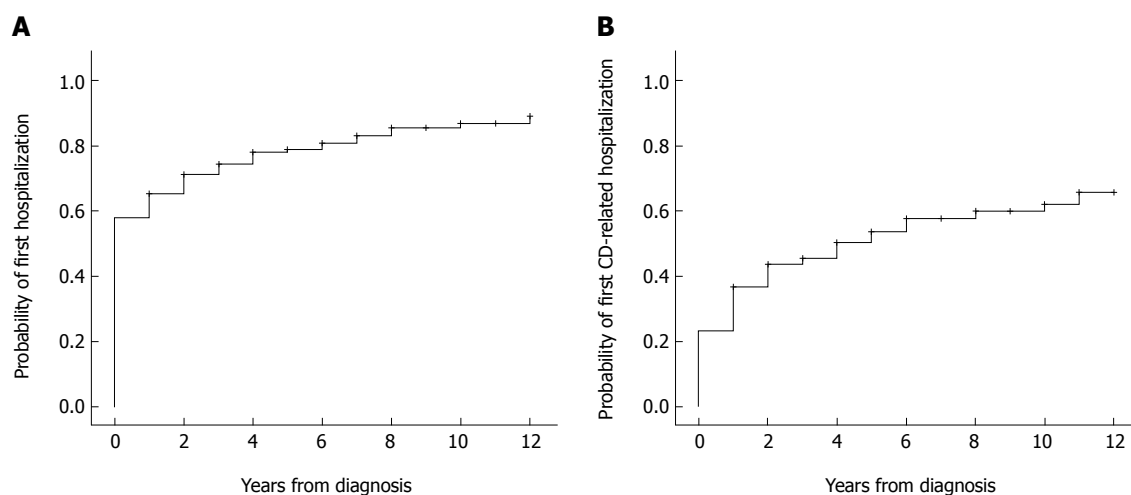 A
Probability of first hospitalization
1.0
0.8
0.6
0.4
0.2
0.0
0 2 4 6 8 10 12
Years from diagnosis
B
Probability of first CD-related hospitalization
1.0
0.8
0.6
0.4
0.2
0.0
0 2 4 6 8 10 12
Years from diagnosis